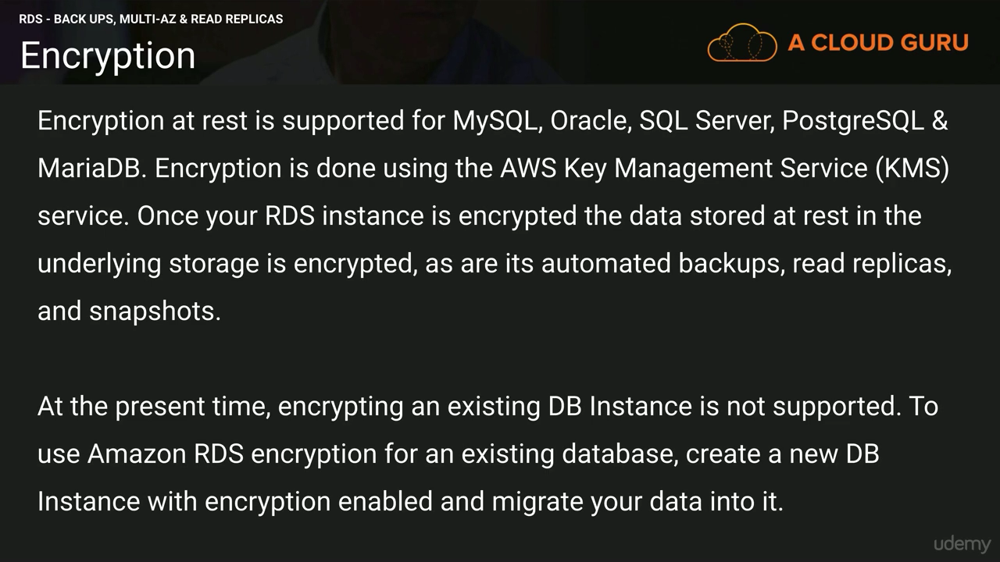 RDS - BACK UPS, MULTI-AZ & READ REPLICAS
Encryption
A CLOUD GURU
Encryption at rest is supported for MySQL, Oracle, SQL Server, PostgreSQL &
MariaDB. Encryption is done using the AWS Key Management Service (KMS)
service. Once your RDS instance is encrypted the data stored at rest in the
underlying storage is encrypted, as are its automated backups, read replicas,
and snapshots.
At the present time, encrypting an existing DB Instance is not supported. To
use Amazon RDS encryption for an existing database, create a new DB
Instance with encryption enabled and migrate your data into it.
udemy